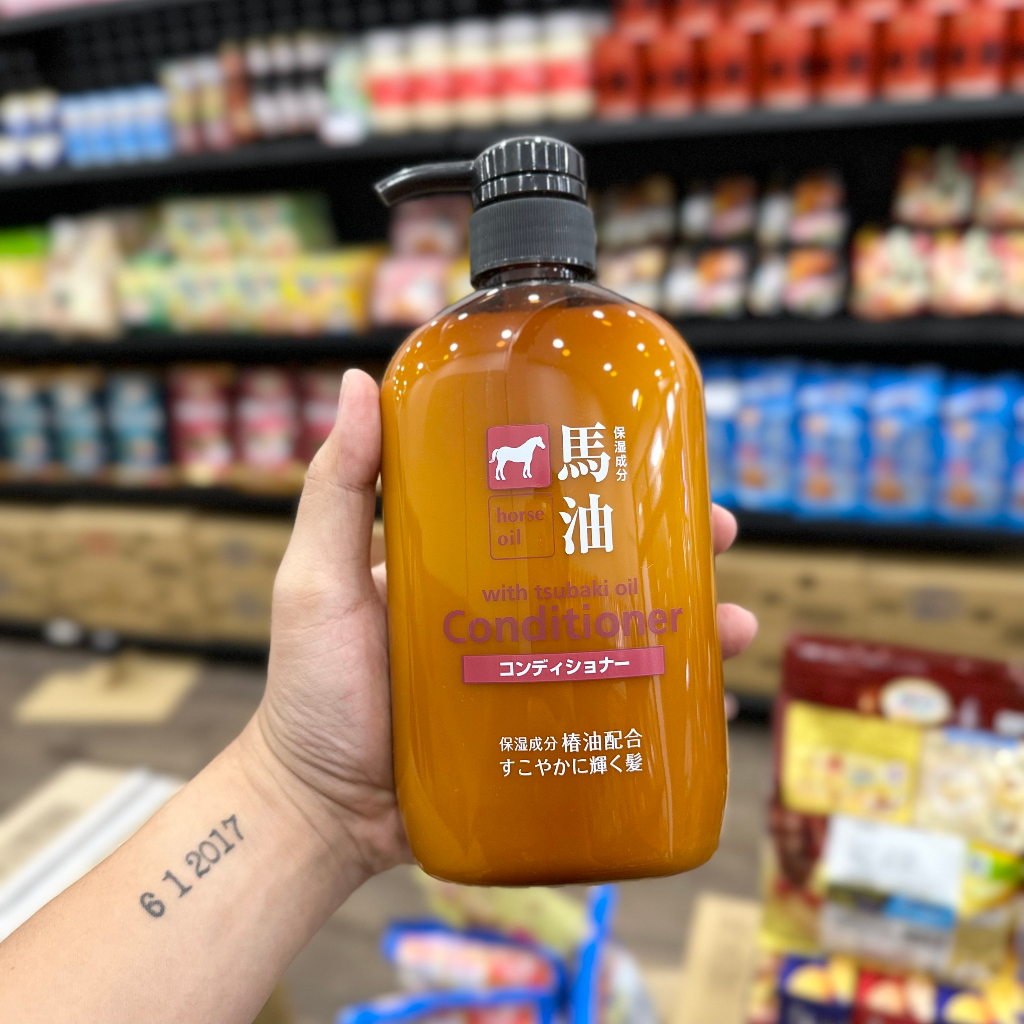 馬油
保湿成分
horse
oil
with tsubaki oil
Conditioner
コンディショナー
保湿成分 椿油配合
すこやかに輝く髪
6 1 2017